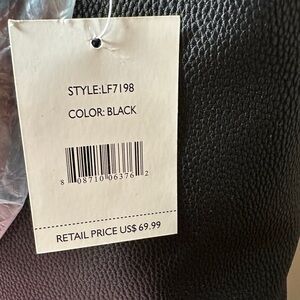 STYLE:LF7198
COLOR: BLACK
8 08710 06376 2
RETAIL PRICE US$ 69.99